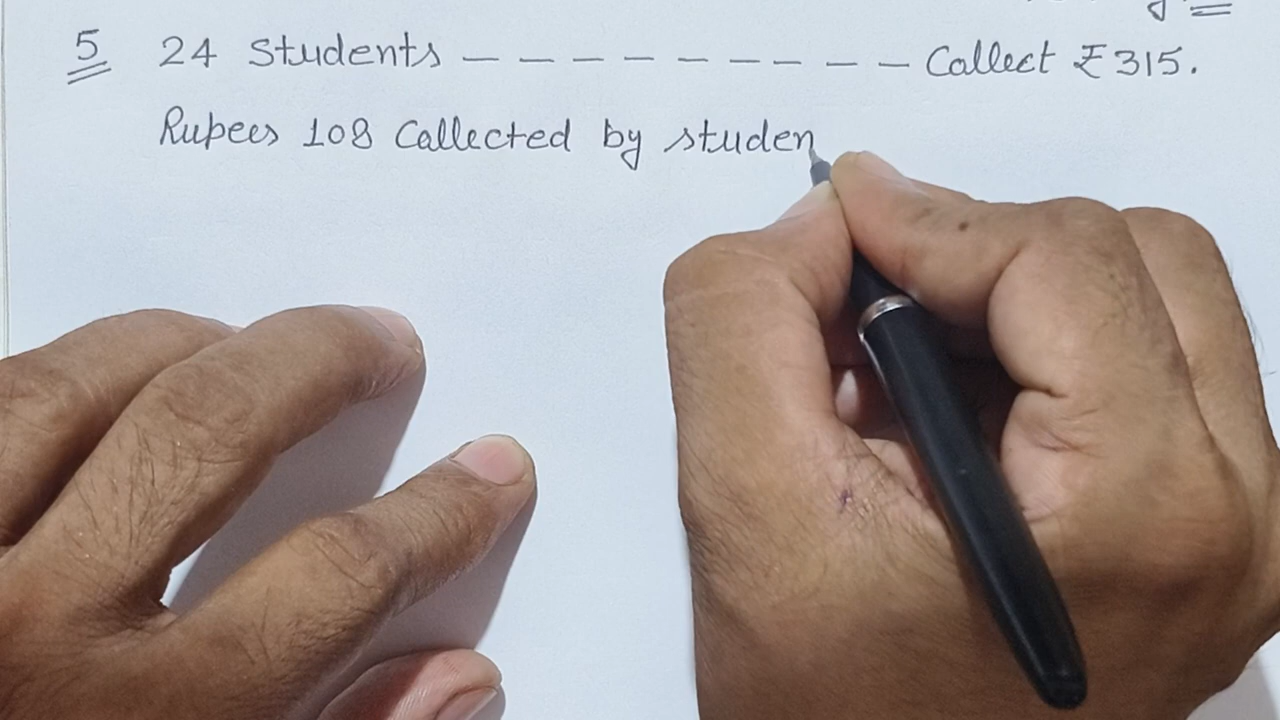 5 24 Students — — — — — — — — — Collect ₹315.
Rupees 108 Collected by studen